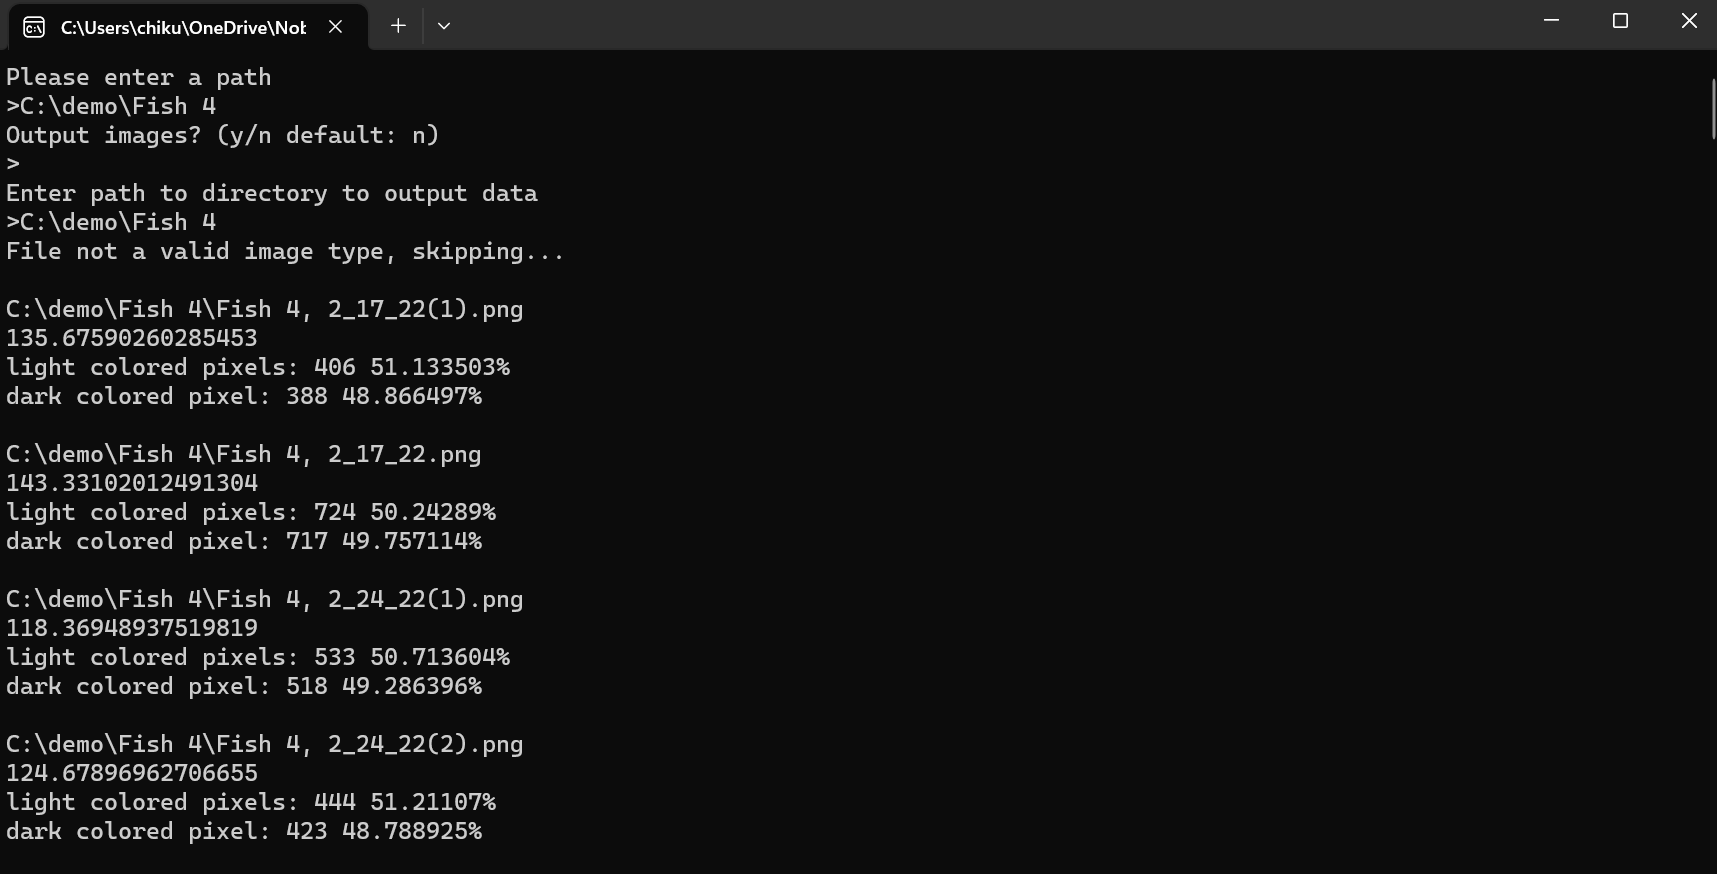 C:\Users\chiku\OneDrive\Not
Please enter a path
>C:\demo\Fish 4
Output images? (y/n default: n)
>
Enter path to directory to output data
>C:\demo\Fish 4
File not a valid image type, skipping...
C:\demo\Fish 4\Fish 4, 2_17_22(1).png
135.67590260285453
light colored pixels: 406 51.133503%
dark colored pixel: 388 48.866497%
C:\demo\Fish 4\Fish 4, 2_17_22.png
143.33102012491304
light colored pixels: 724 50.24289%
dark colored pixel: 717 49.757114%
C:\demo\Fish 4\Fish 4, 2_24_22(1).png
118.36948937519819
light colored pixels: 533 50.713604%
dark colored pixel: 518 49.286396%
C:\demo\Fish 4\Fish 4, 2_24_22(2).png
124.67896962706655
light colored pixels: 444 51.21107%
dark colored pixel: 423 48.788925%